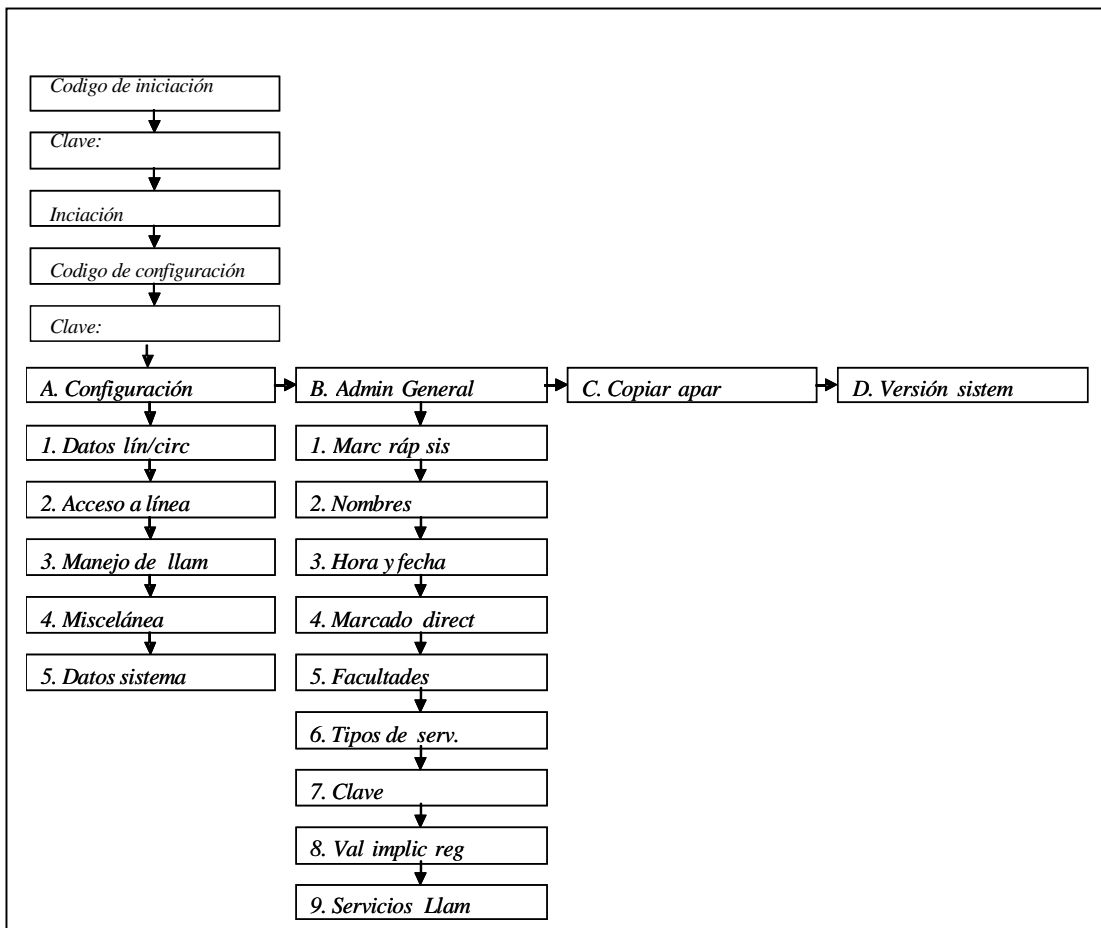 Codigo de iniciación
Clave:
Inciación
Codigo de configuración
Clave:
A. Configuración
B. Admin General
C. Copiar apar
D. Versión sistem
1. Datos lín/circ
2. Acceso a línea
3. Manejo de llam
4. Miscelánea
5. Datos sistema
1. Marc ráp sis
2. Nombres
3. Hora y fecha
4. Marcado direct
5. Facultades
6. Tipos de serv.
7. Clave
8. Val implic reg
9. Servicios Llam